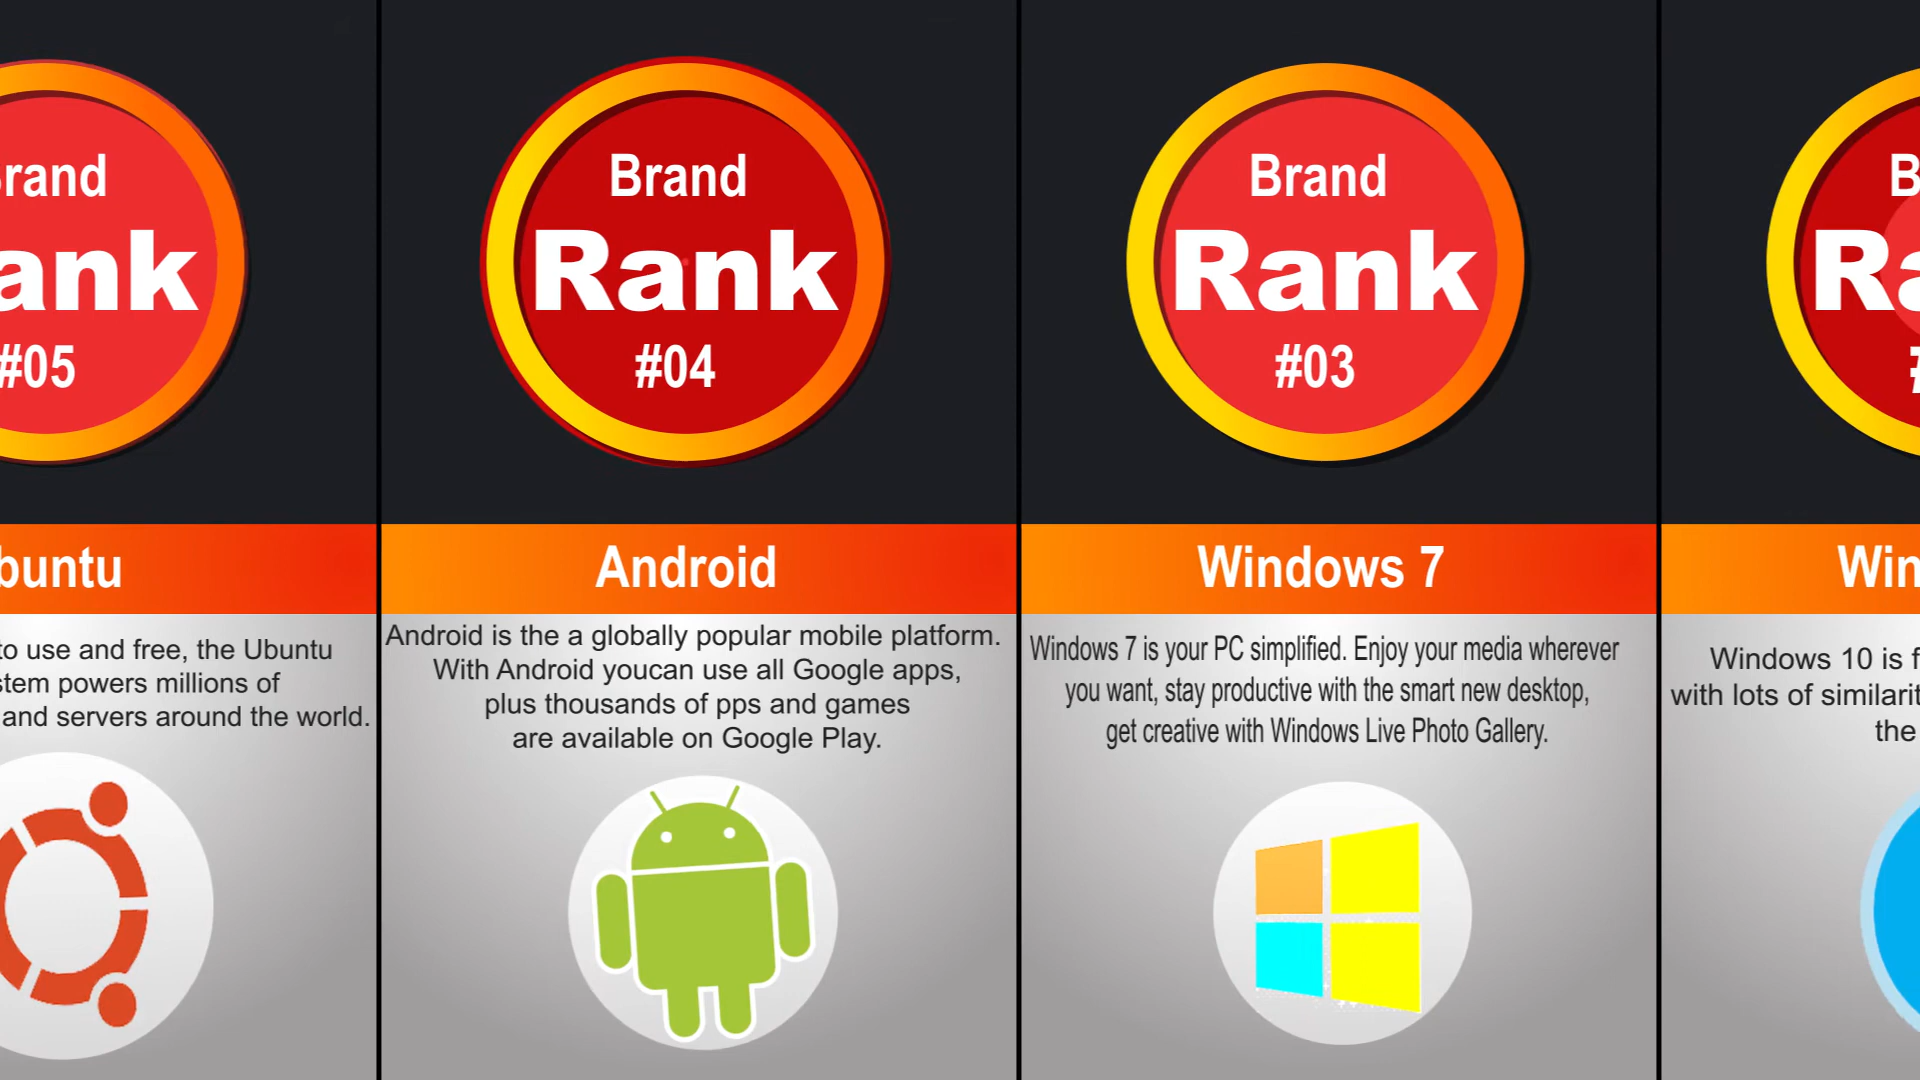 Brand
Rank
#05
buntu
to use and free, the Ubuntu
stem powers millions of
and servers around the world.
Brand
Rank
#04
Android
Android is the a globally popular mobile platform.
With Android youcan use all Google apps,
plus thousands of pps and games
are available on Google Play.
Brand
Rank
#03
Windows 7
Windows 7 is your PC simplified. Enjoy your media wherever
you want, stay productive with the smart new desktop,
get creative with Windows Live Photo Gallery.
B
Ra
#
Win
Windows 10 is f
with lots of similarit
the